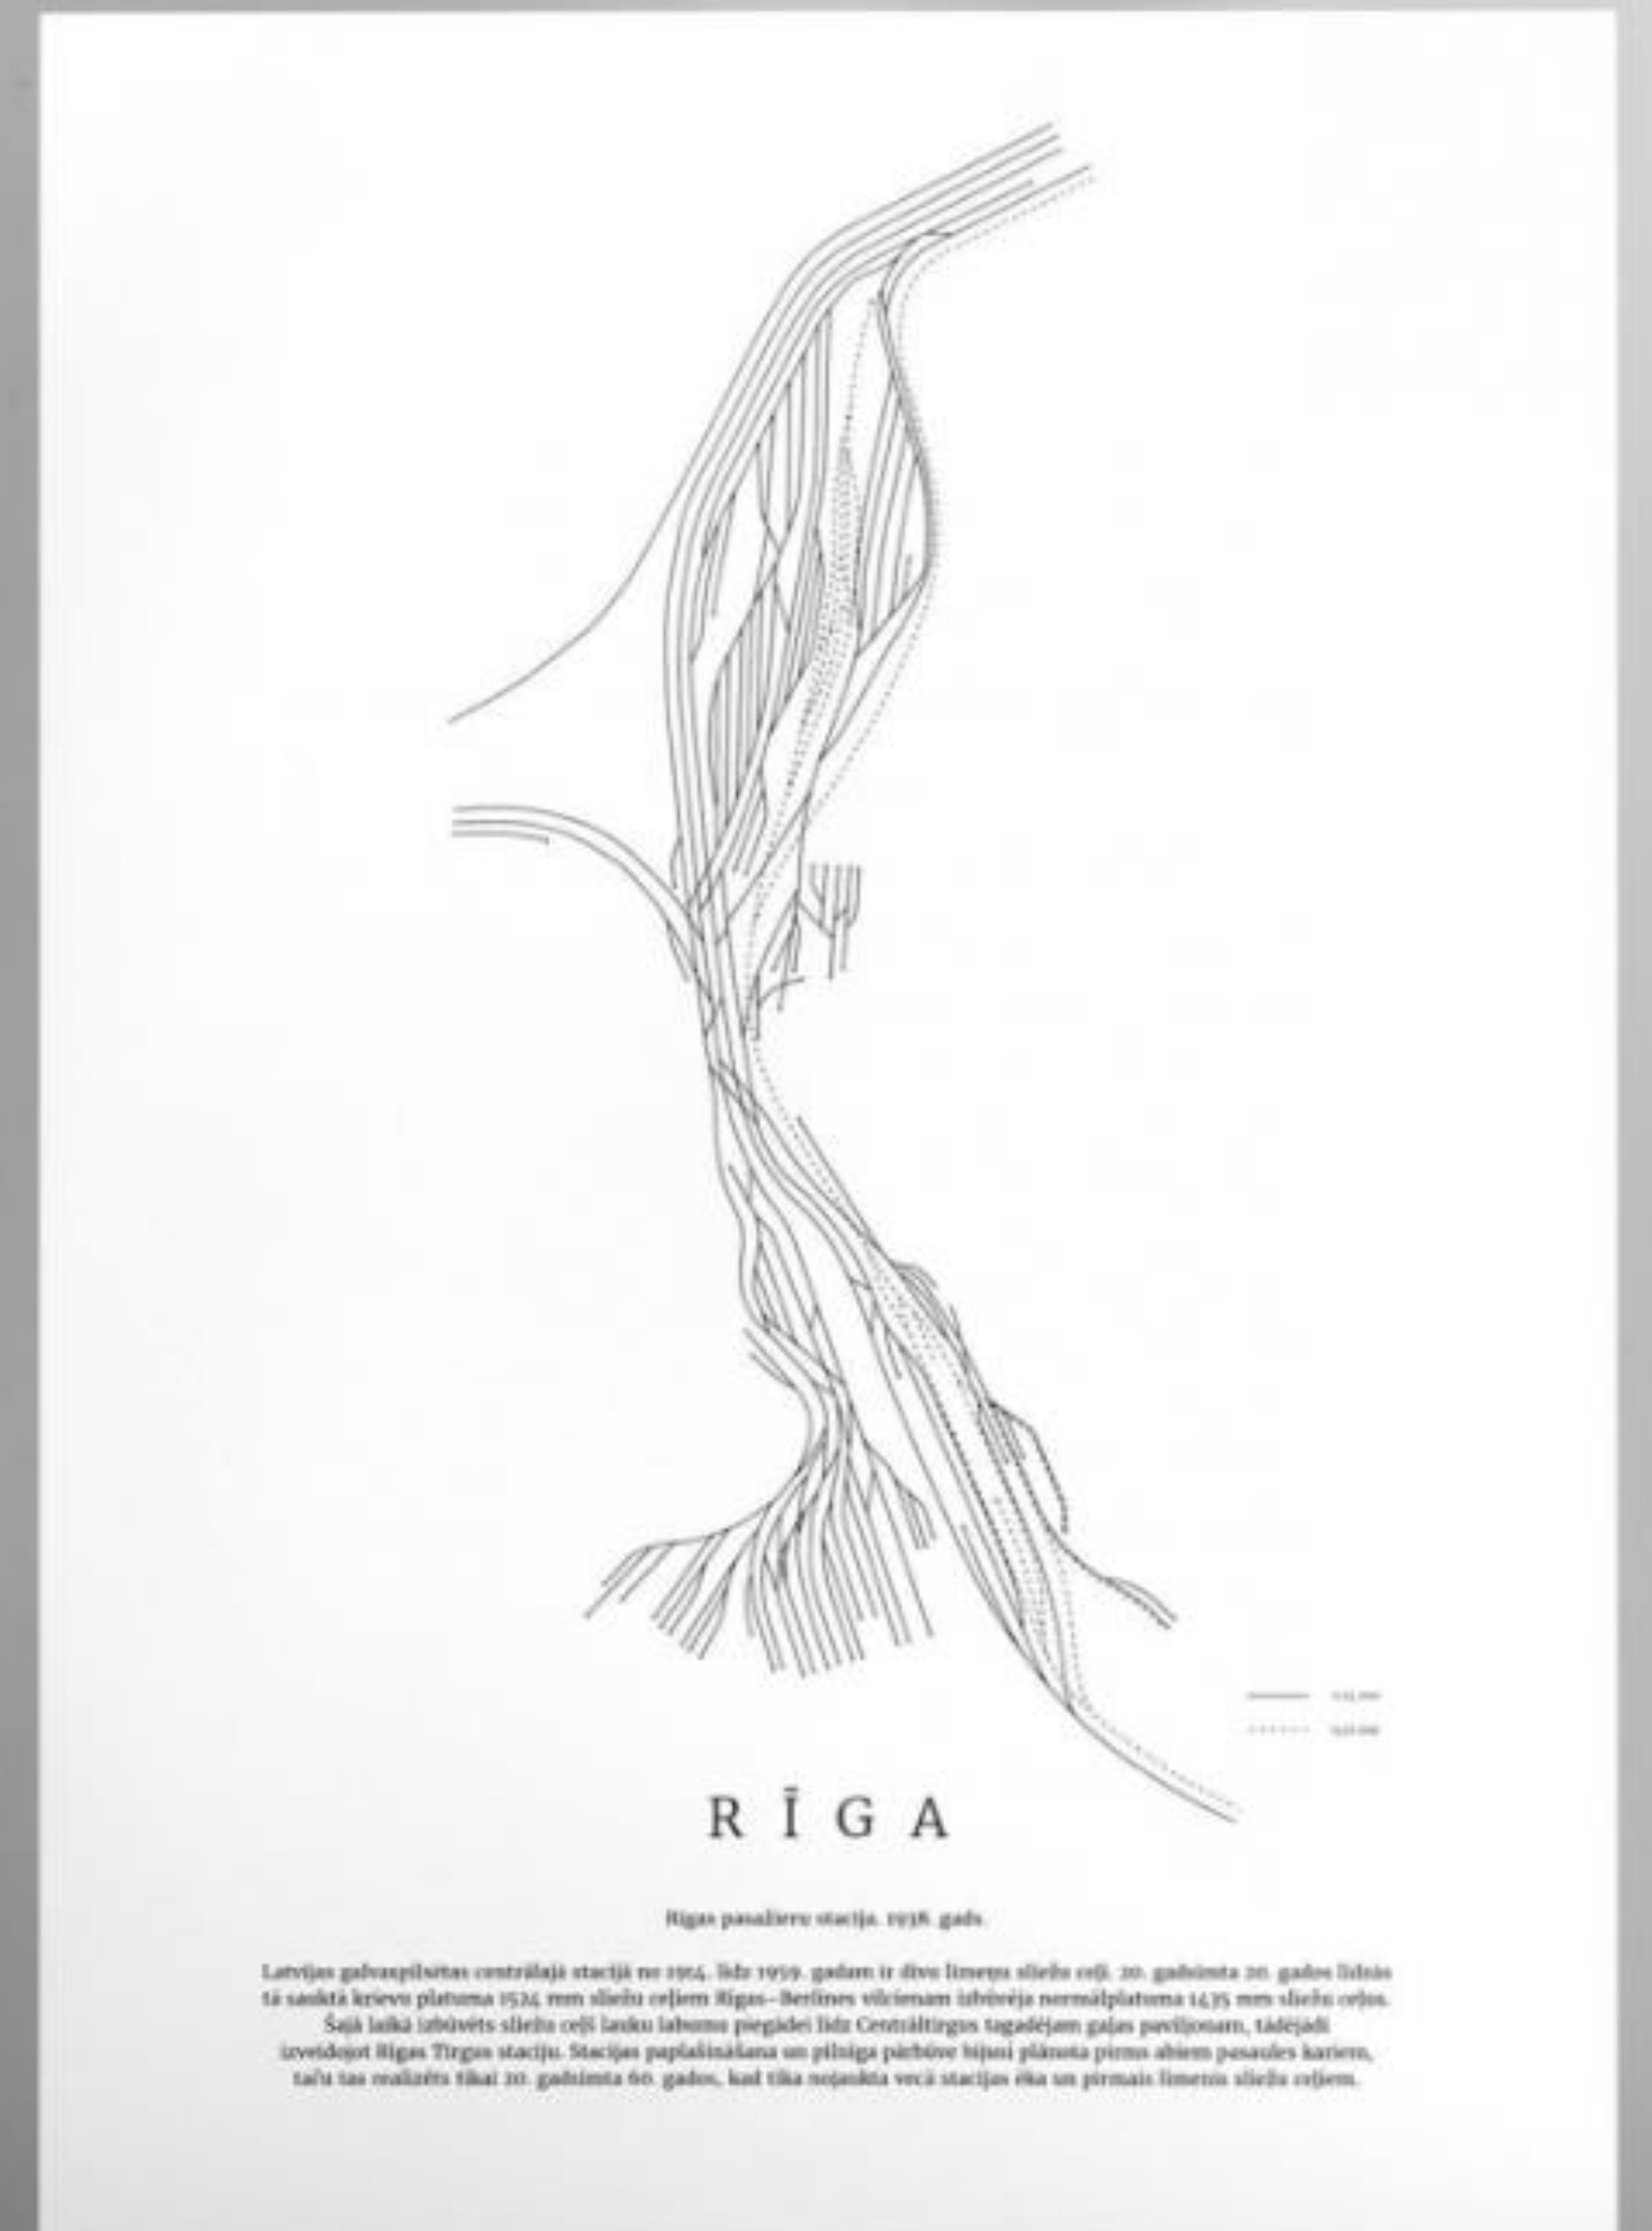 RĪGA
Rīgas pasažieru stacija. 1938. gads.
Latvijas galvaspilsētas centrālajā stacijā no 1914. līdz 1959. gadam ir divu līmeņu sliežu ceļi. 20. gadsimta 20. gados līdzās
tā sauktā krievu platuma 1524 mm sliežu ceļiem Rīgas–Berlīnes vilcienam izbūvēja normālplatuma 1435 mm sliežu ceļus.
Šajā laikā izbūvēts sliežu ceļš lauku labumu piegādei līdz Centrāltirgus tagadējam gaļas paviljonam, tādējādi
izveidojot Rīgas Tirgus staciju. Stacijas paplašināšana un pilnīga pārbūve bijusi plānota pirms abiem pasaules kariem,
taču tas realizēts tikai 20. gadsimta 60. gados, kad tika nojaukta vecā stacijas ēka un pirmais līmenis sliežu ceļiem.